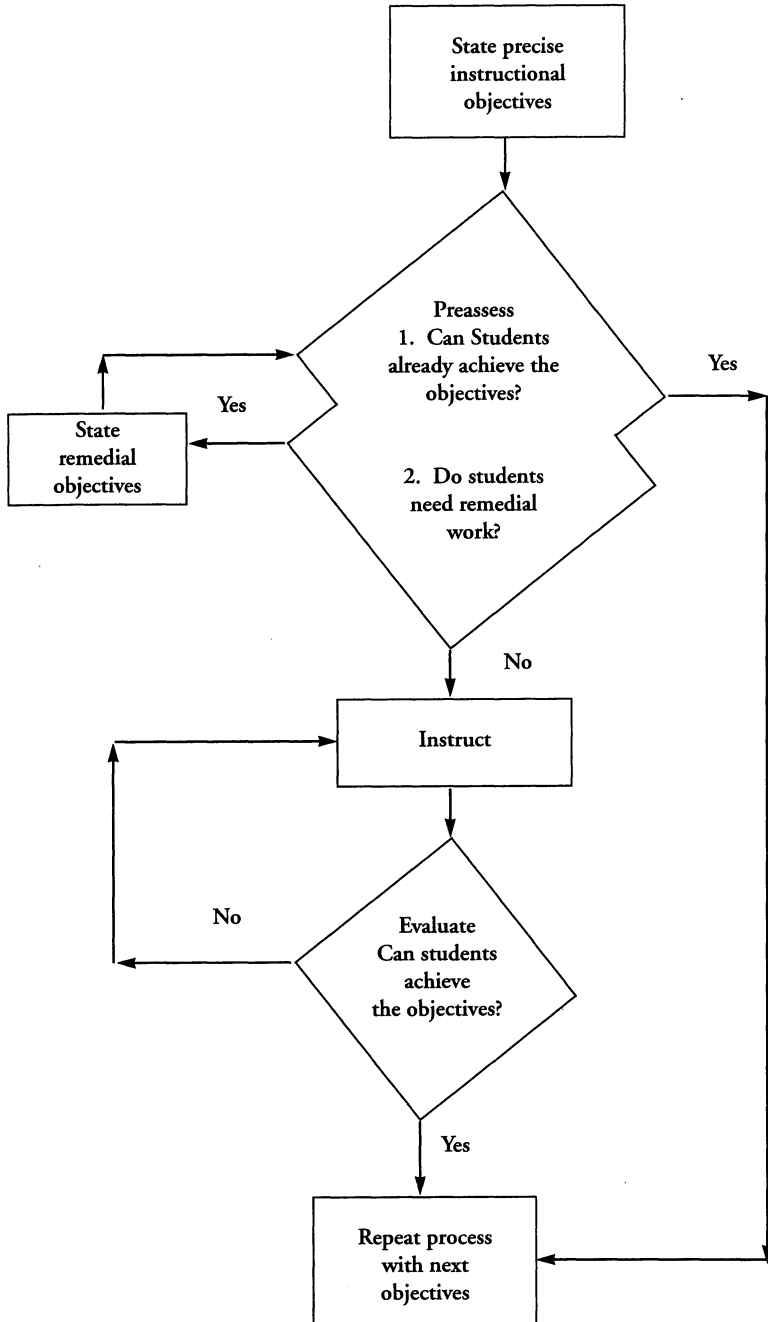 State precise
instructional
objectives
Preassess
1. Can Students
already achieve the
objectives?
Yes
Yes
State
remedial
objectives
2. Do students
need remedial
work?
No
Instruct
No
Evaluate
Can students
achieve
the objectives?
Yes
Repeat process
with next
objectives